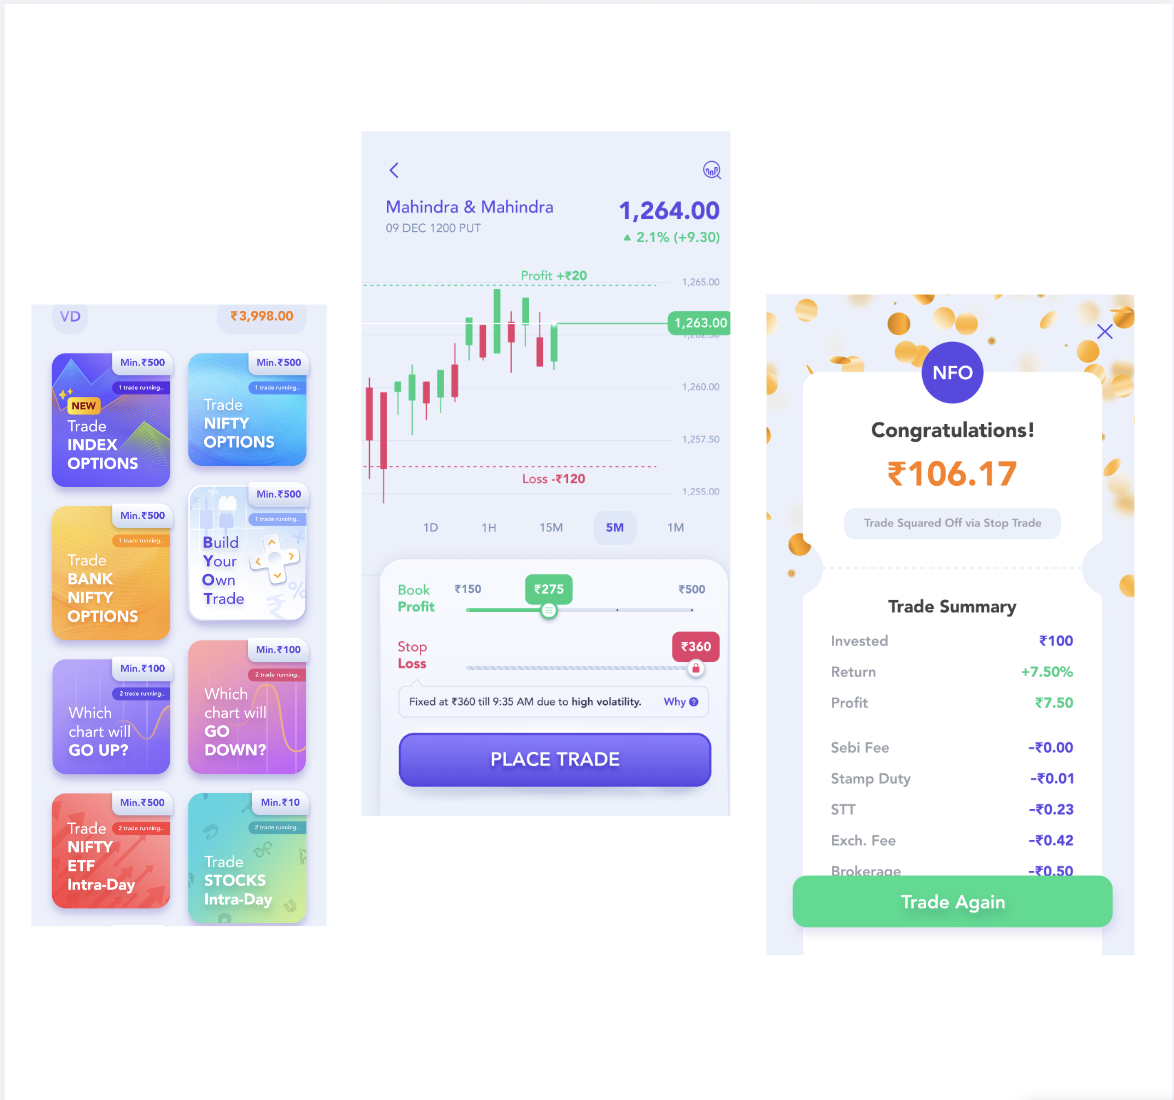 VD
₹3,998.00
Min.₹500
1 trade running..
NEW
Trade
INDEX
OPTIONS
Min.₹500
1 trade running..
Trade
NIFTY
OPTIONS
Min.₹500
1 trade running..
Trade
BANK
NIFTY
OPTIONS
Min.₹500
1 trade running..
Build
Your
Own
Trade
Min.₹100
2 trade running..
Which
chart will
GO UP?
Min.₹100
2 trade running..
Which
chart will
GO
DOWN?
Min.₹500
2 trade running..
Trade
NIFTY
ETF
Intra-Day
Min.₹10
2 trade running..
Trade
STOCKS
Intra-Day
Mahindra & Mahindra
1,264.00
09 DEC 1200 PUT
▲ 2.1% (+9.30)
Profit +₹20
1,265.00
1,263.00
1,262.50
1,260.00
1,257.50
Loss -₹120
1,255.00
1D 1H 15M 5M 1M
Book
Profit
₹150 ₹275 ₹500
Stop
Loss
₹360
Fixed at ₹360 till 9:35 AM due to high volatility. Why ?
PLACE TRADE
NFO
Congratulations!
₹106.17
Trade Squared Off via Stop Trade
Trade Summary
Invested ₹100
Return +7.50%
Profit ₹7.50
Sebi Fee -₹0.00
Stamp Duty -₹0.01
STT -₹0.23
Exch. Fee -₹0.42
Brokerage -₹0.50
Trade Again